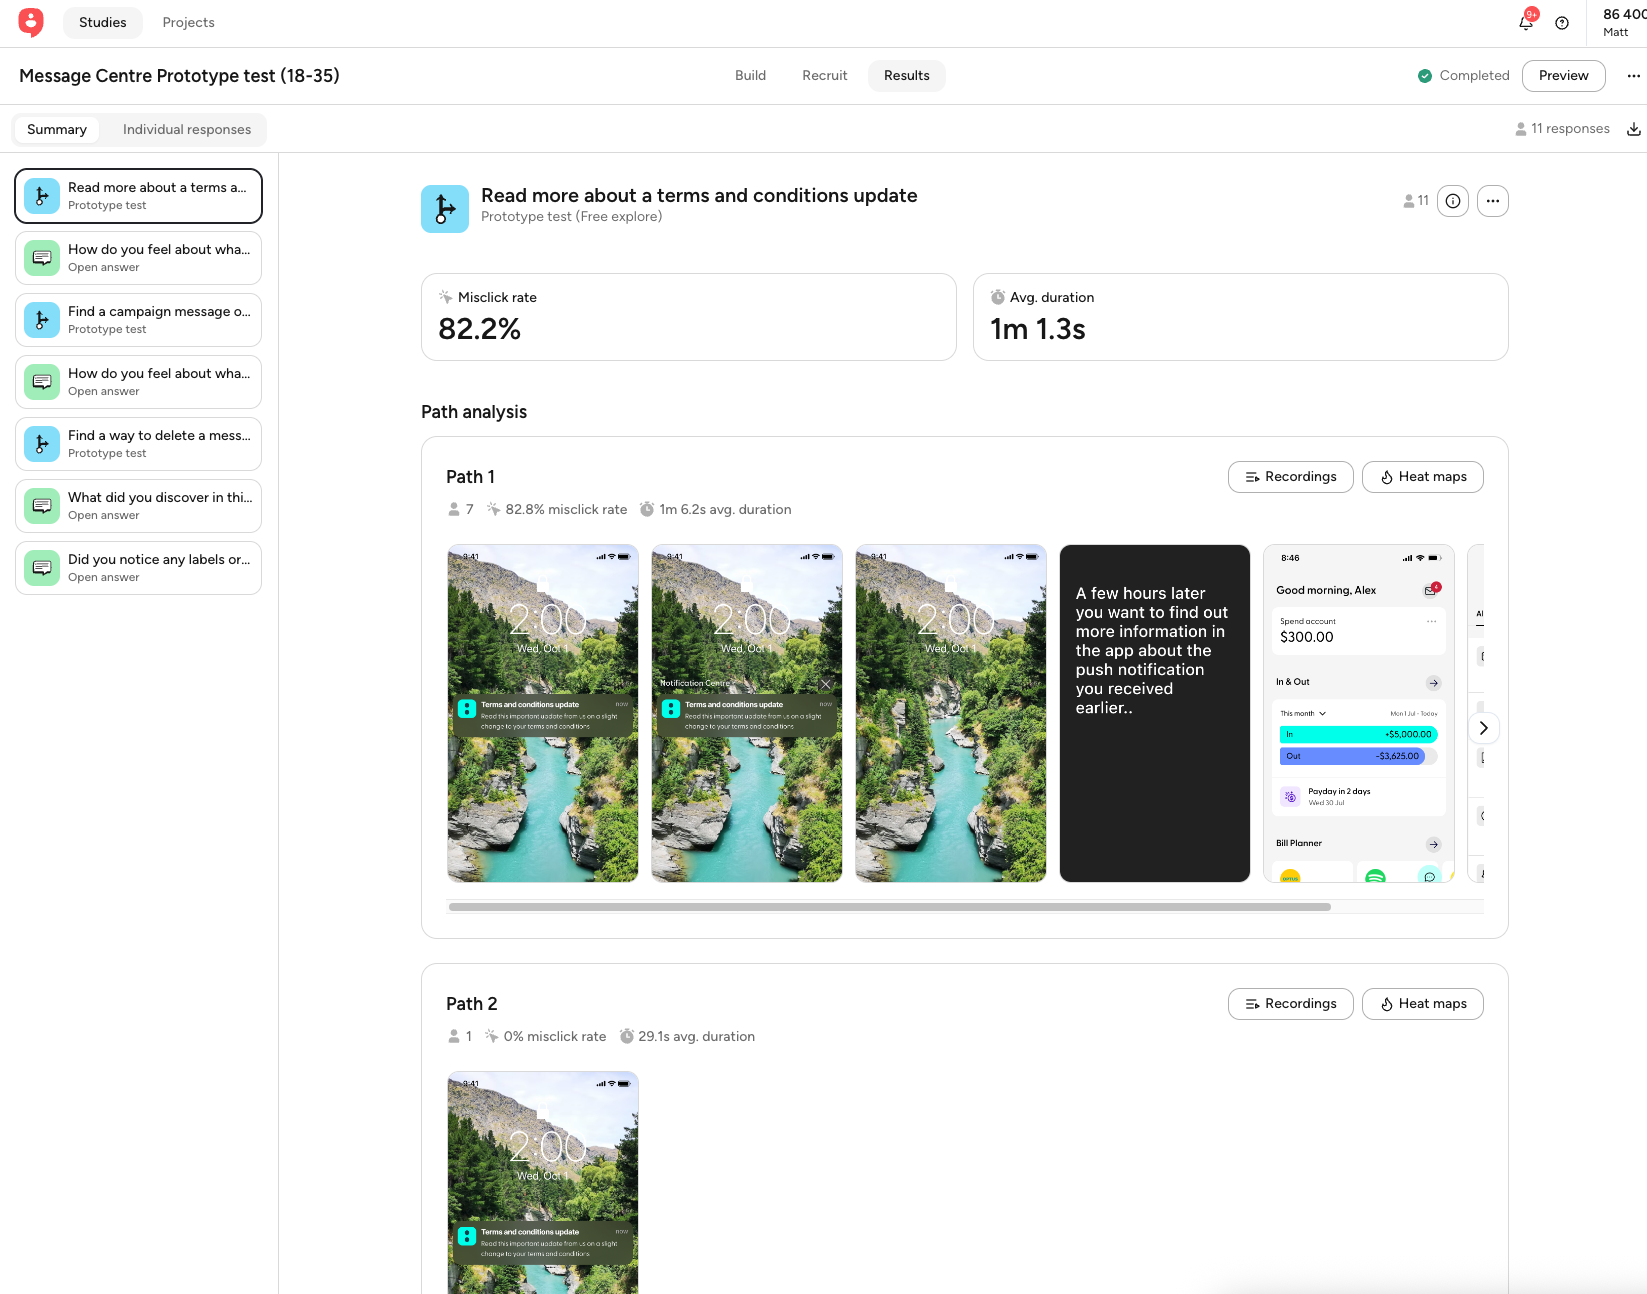 Studies
Projects
9+
86 400
Matt
Message Centre Prototype test (18-35)
Build
Recruit
Results
Completed
Preview
Summary
Individual responses
11 responses
Read more about a terms a...
Prototype test
How do you feel about wha...
Open answer
Find a campaign message o...
Prototype test
How do you feel about wha...
Open answer
Find a way to delete a mess...
Prototype test
What did you discover in thi...
Open answer
Did you notice any labels or...
Open answer
Read more about a terms and conditions update
Prototype test (Free explore)
11
Misclick rate
82.2%
Avg. duration
1m 1.3s
Path analysis
Path 1
Recordings
Heat maps
7
82.8% misclick rate
1m 6.2s avg. duration
9:41
2:00
Wed, Oct 1
Terms and conditions update
now
Read this important update from us on a slight
change to your terms and conditions
9:41
2:00
Wed, Oct 1
Notification Centre
Terms and conditions update
now
Read this important update from us on a slight
change to your terms and conditions
9:41
2:00
Wed, Oct 1
A few hours later
you want to find out
more information in
the app about the
push notification
you received
earlier..
8:46
Good morning, Alex
4
Spend account
$300.00
In & Out
This month
Mon 1 Jul - Today
In
+$5,000.00
Out
-$3,625.00
Payday in 2 days
Wed 30 Jul
Bill Planner
OPTUS
Al
Path 2
Recordings
Heat maps
1
0% misclick rate
29.1s avg. duration
9:41
2:00
Wed, Oct 1
Terms and conditions update
now
Read this important update from us on a slight
change to your terms and conditions